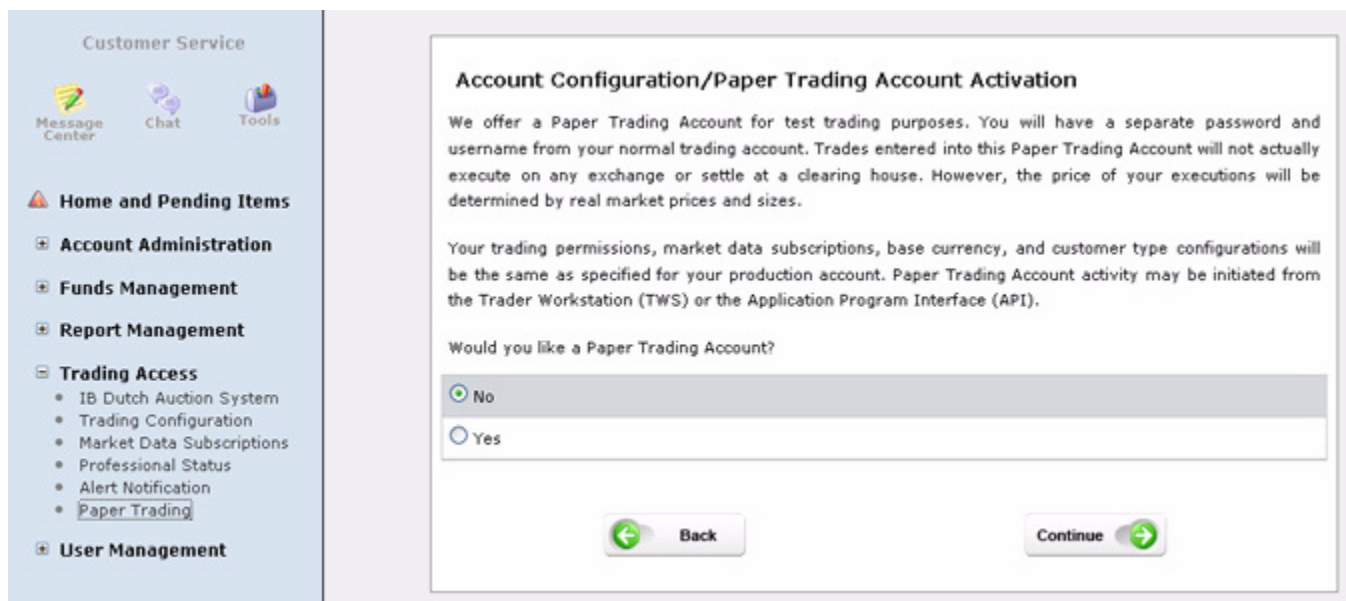 Customer Service
Message Center
Chat
Tools
Home and Pending Items
Account Administration
Funds Management
Report Management
Trading Access
IB Dutch Auction System
Trading Configuration
Market Data Subscriptions
Professional Status
Alert Notification
Paper Trading
User Management
Account Configuration/Paper Trading Account Activation
We offer a Paper Trading Account for test trading purposes. You will have a separate password and
username from your normal trading account. Trades entered into this Paper Trading Account will not actually
execute on any exchange or settle at a clearing house. However, the price of your executions will be
determined by real market prices and sizes.
Your trading permissions, market data subscriptions, base currency, and customer type configurations will
be the same as specified for your production account. Paper Trading Account activity may be initiated from
the Trader Workstation (TWS) or the Application Program Interface (API).
Would you like a Paper Trading Account?
No
Yes
Back
Continue